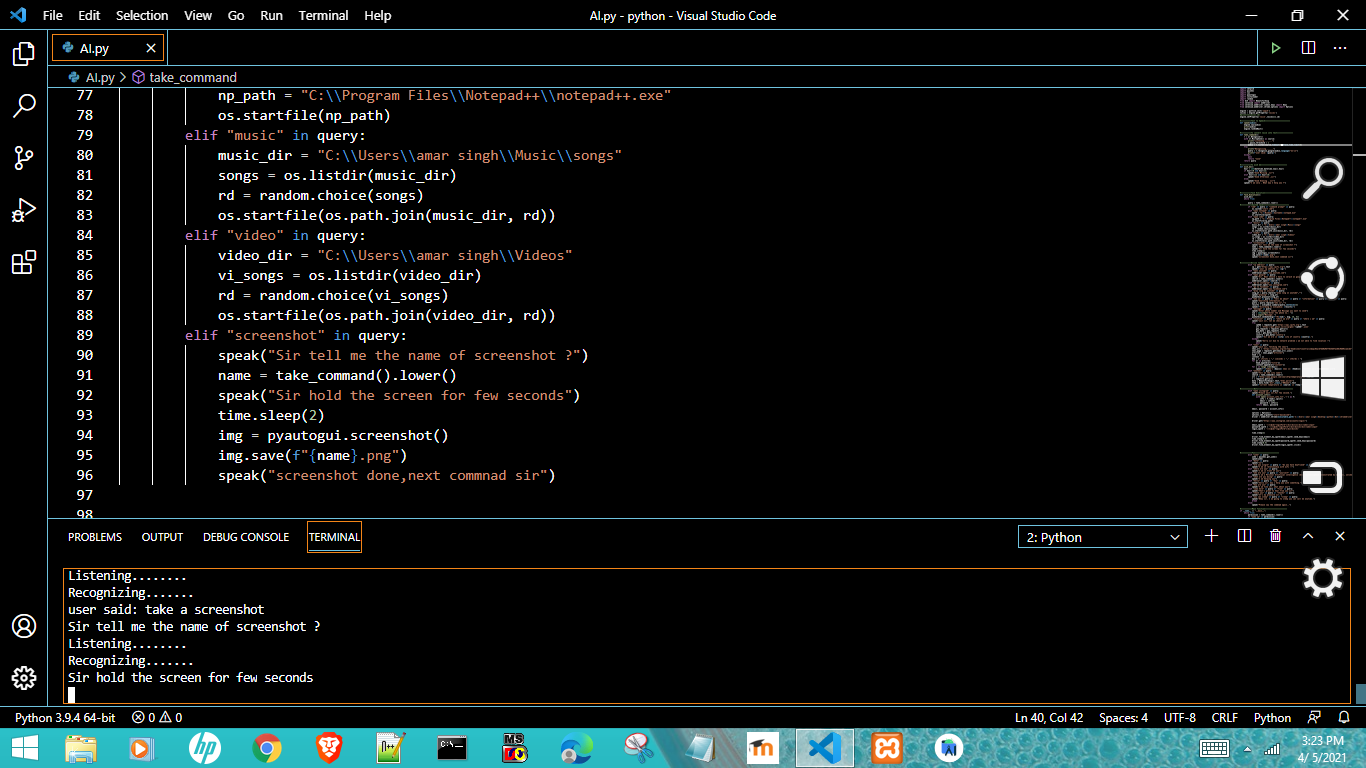 File Edit Selection View Go Run Terminal Help
AI.py - python - Visual Studio Code
AI.py
AI.py > take_command
77 np_path = "C:\\Program Files\\Notepad++\\notepad++.exe"
78 os.startfile(np_path)
79 elif "music" in query:
80 music_dir = "C:\\Users\\amar singh\\Music\\songs"
81 songs = os.listdir(music_dir)
82 rd = random.choice(songs)
83 os.startfile(os.path.join(music_dir, rd))
84 elif "video" in query:
85 video_dir = "C:\\Users\\amar singh\\Videos"
86 vi_songs = os.listdir(video_dir)
87 rd = random.choice(vi_songs)
88 os.startfile(os.path.join(video_dir, rd))
89 elif "screenshot" in query:
90 speak("Sir tell me the name of screenshot ?")
91 name = take_command().lower()
92 speak("Sir hold the screen for few seconds")
93 time.sleep(2)
94 img = pyautogui.screenshot()
95 img.save(f"{name}.png")
96 speak("screenshot done,next commnad sir")
97
98
PROBLEMS OUTPUT DEBUG CONSOLE TERMINAL
2: Python
Listening........
Recognizing.......
user said: take a screenshot
Sir tell me the name of screenshot ?
Listening........
Recognizing.......
Sir hold the screen for few seconds
Python 3.9.4 64-bit 0 0 Ln 40, Col 42 Spaces: 4 UTF-8 CRLF Python
3:23 PM
4/ 5/2021